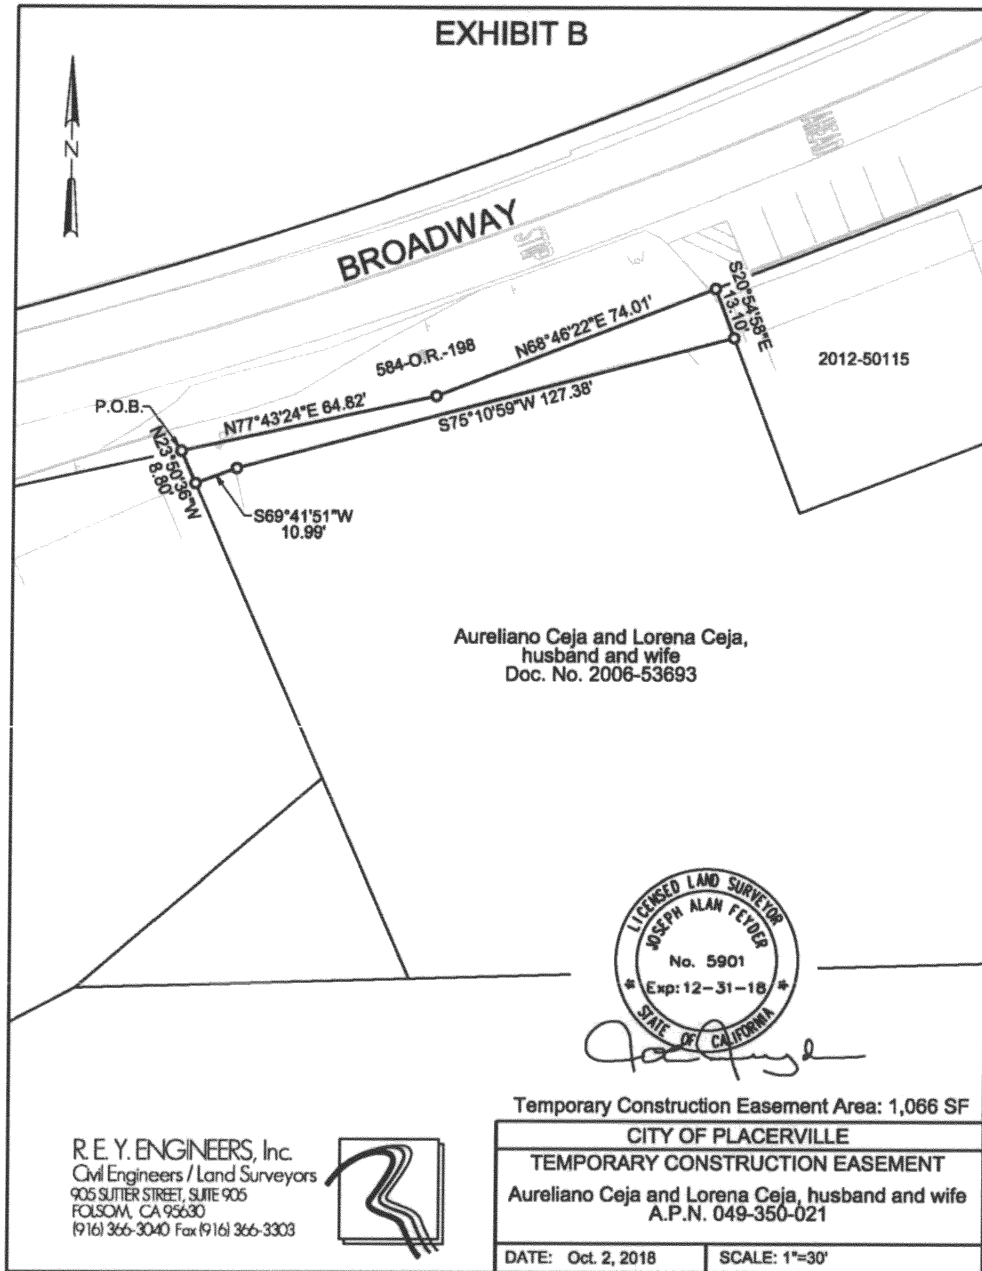 EXHIBIT B
N
BROADWAY
584-O.R.-198
N68°46'22"E 74.01'
S20°54'58"E
13.10'
2012-50115
P.O.B.
N77°43'24"E 64.82'
S75°10'59"W 127.38'
N23°50'36"W
8.80'
S69°41'51"W
10.99'
Aureliano Ceja and Lorena Ceja,
husband and wife
Doc. No. 2006-53693
LICENSED LAND SURVEYOR
JOSEPH ALAN FEYDER
No. 5901
Exp: 12-31-18
STATE OF CALIFORNIA
Temporary Construction Easement Area: 1,066 SF
R.E.Y. ENGINEERS, Inc.
Civil Engineers / Land Surveyors
905 SUTTER STREET, SUITE 905
FOLSOM, CA 95630
(916) 366-3040 Fax (916) 366-3303
CITY OF PLACERVILLE
TEMPORARY CONSTRUCTION EASEMENT
Aureliano Ceja and Lorena Ceja, husband and wife
A.P.N. 049-350-021
DATE: Oct. 2, 2018
SCALE: 1"=30'